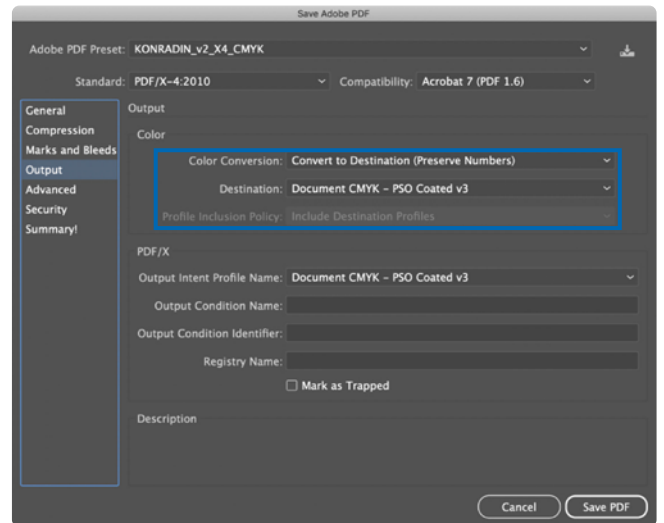 Save Adobe PDF
Adobe PDF Preset: KONRADIN_v2_X4_CMYK
Standard: PDF/X-4:2010 Compatibility: Acrobat 7 (PDF 1.6)
General
Compression
Marks and Bleeds
Output
Advanced
Security
Summary!
Output
Color
Color Conversion: Convert to Destination (Preserve Numbers)
Destination: Document CMYK – PSO Coated v3
Profile Inclusion Policy: Include Destination Profiles
PDF/X
Output Intent Profile Name: Document CMYK – PSO Coated v3
Output Condition Name:
Output Condition Identifier:
Registry Name:
Mark as Trapped
Description
Cancel Save PDF